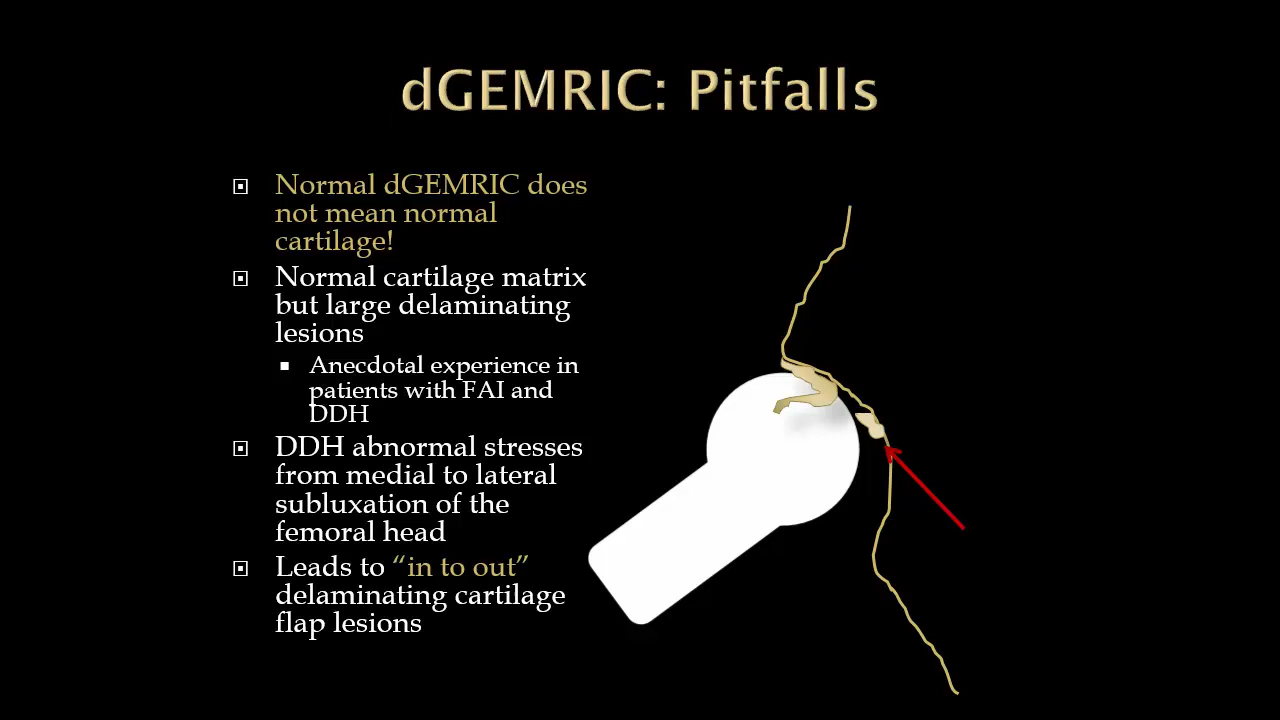 dGEMRIC: Pitfalls
Normal dGEMRIC does
not mean normal
cartilage!
Normal cartilage matrix
but large delaminating
lesions
Anecdotal experience in
patients with FAI and
DDH
DDH abnormal stresses
from medial to lateral
subluxation of the
femoral head
Leads to “in to out”
delaminating cartilage
flap lesions